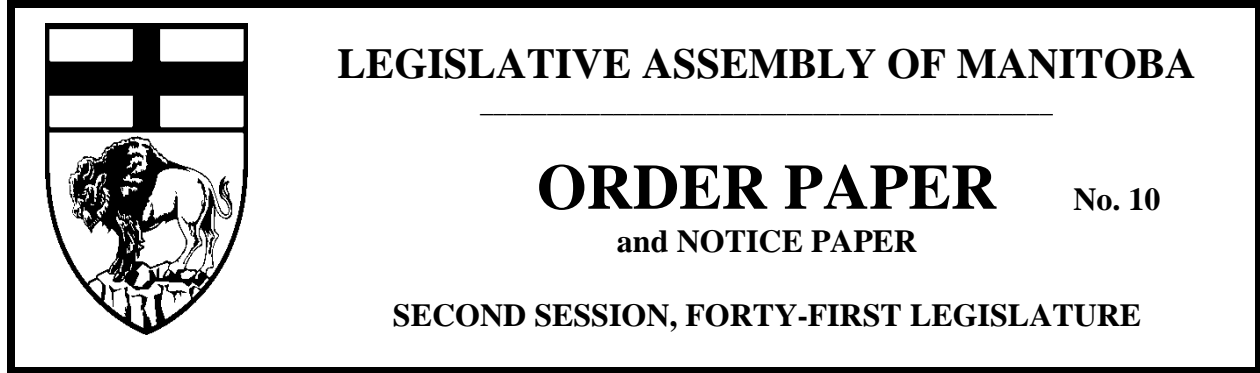 LEGISLATIVE ASSEMBLY OF MANITOBA
ORDER PAPER No. 10
and NOTICE PAPER
SECOND SESSION, FORTY-FIRST LEGISLATURE